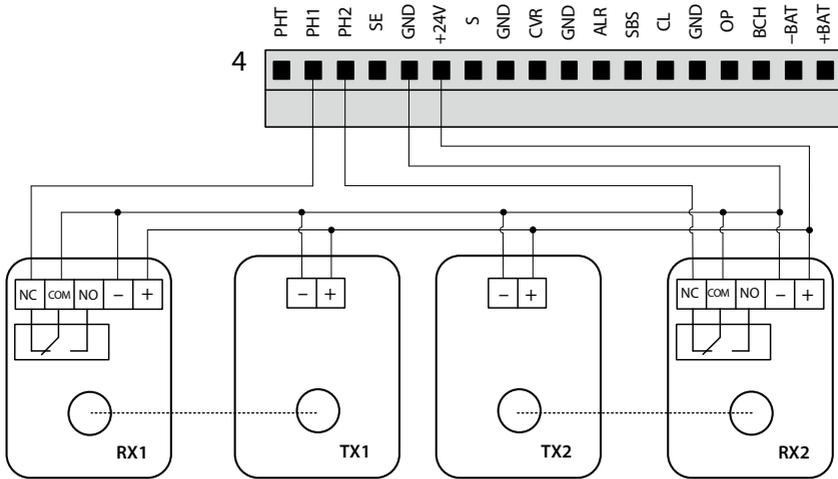 PHT PH1 PH2 SE GND +24V S GND CVR GND ALR SBS CL GND OP BCH −BAT +BAT
4
NC COM NO − + − + − + NC COM NO − +
RX1 TX1 TX2 RX2